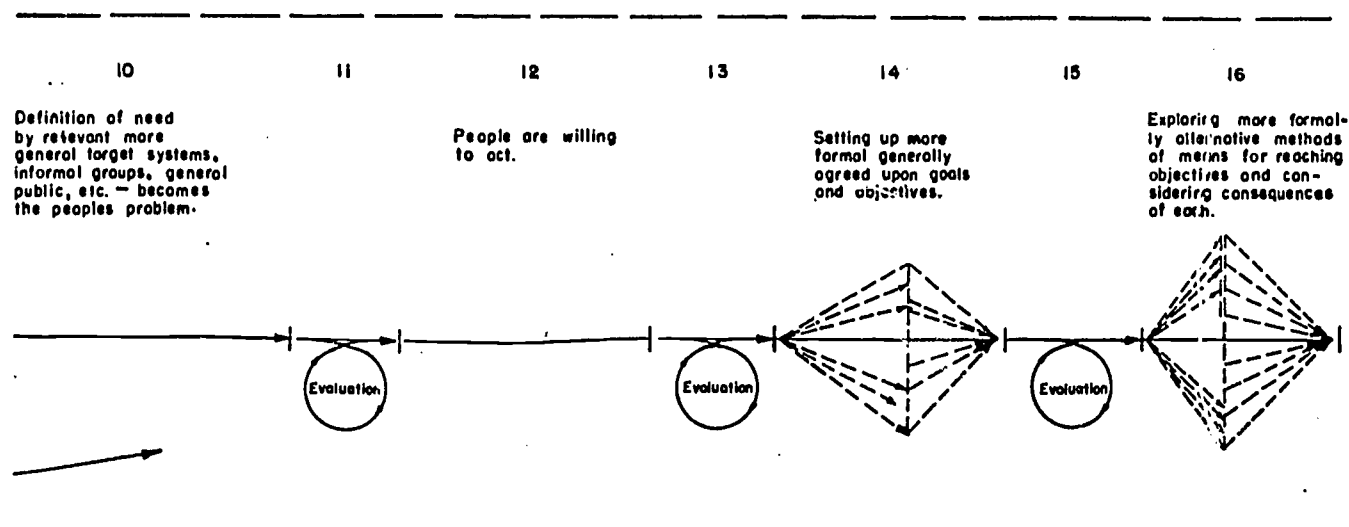 10
11
12
13
14
15
16
Definition of need
by relevant more
general target systems,
informal groups, general
public, etc. — becomes
the peoples problem.
People are willing
to act.
Setting up more
formal generally
agreed upon goals
and objectives.
Exploring more formal-
ly alternative methods
of means for reaching
objectives and con-
sidering consequences
of each.
Evaluation
Evaluation
Evaluation